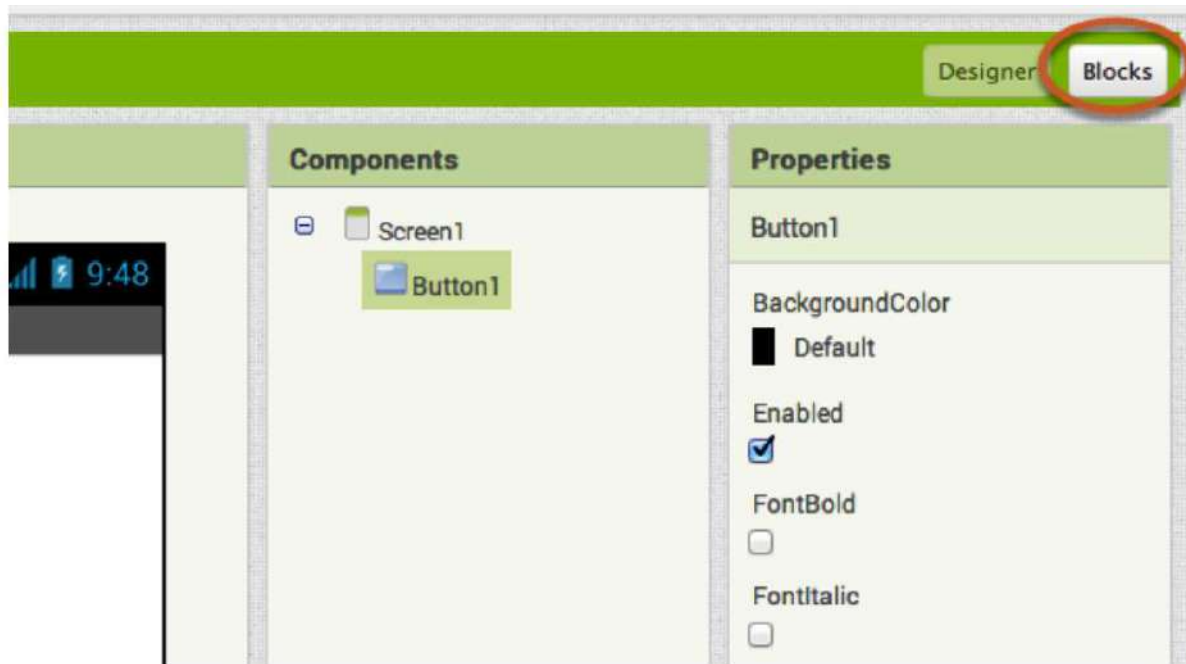 Designer Blocks
Components
Properties
Screen1
Button1
Button1
9:48
BackgroundColor
Default
Enabled
FontBold
FontItalic